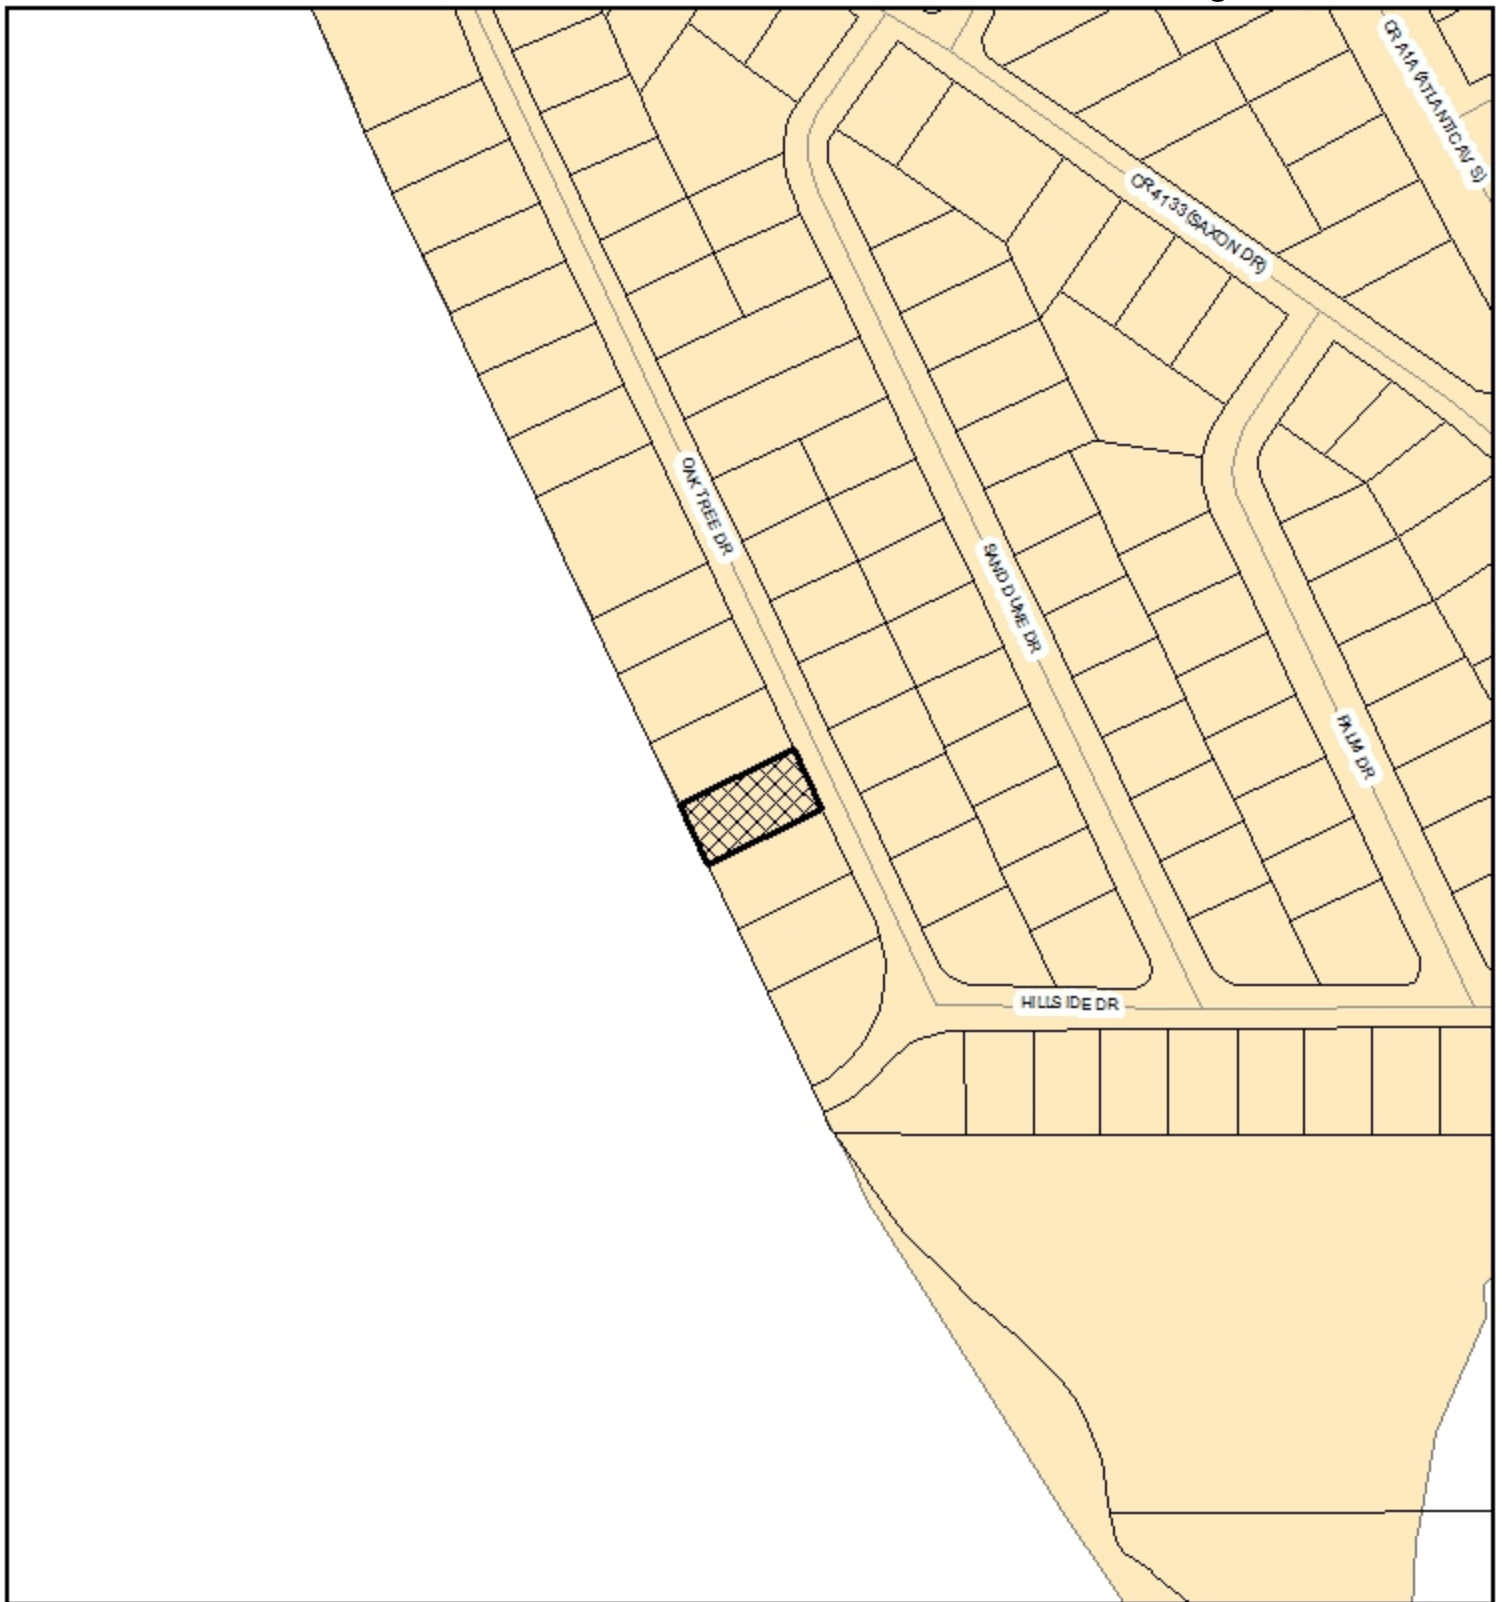 CR A1A (ATLANTIC AV S)
CR 4133 (SAXON DR)
OAK TREE DR
SAND DUNE DR
PALM DR
HILLSIDE DR